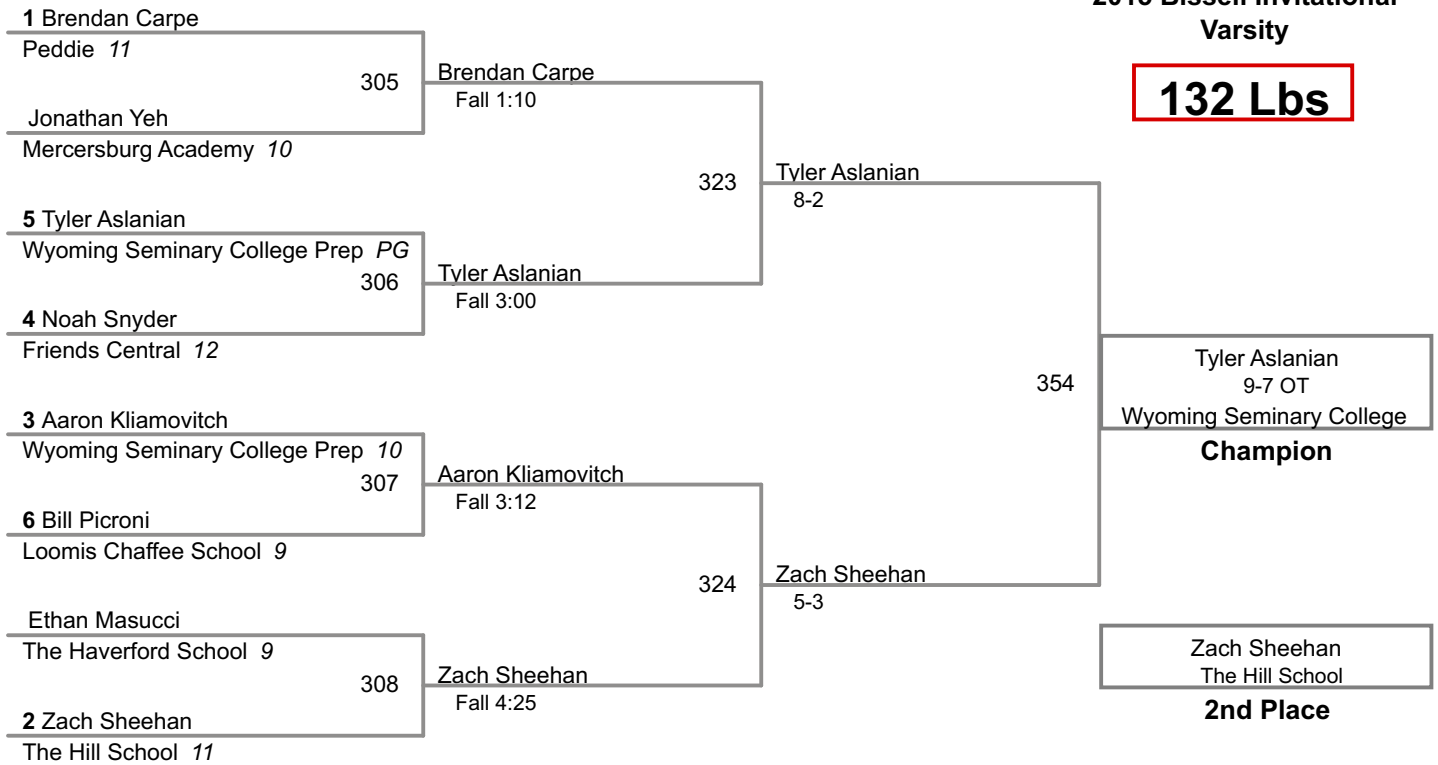 1 Brendan Carpe
Peddie 11
305
Jonathan Yeh
Mercersburg Academy 10
5 Tyler Aslanian
Wyoming Seminary College Prep PG
306
4 Noah Snyder
Friends Central 12
3 Aaron Kliamovitch
Wyoming Seminary College Prep 10
307
6 Bill Picroni
Loomis Chaffee School 9
Ethan Masucci
The Haverford School 9
308
2 Zach Sheehan
The Hill School 11
Brendan Carpe
Fall 1:10
323
Tyler Aslanian
Fall 3:00
Aaron Kliamovitch
Fall 3:12
324
Zach Sheehan
Fall 4:25
Tyler Aslanian
8-2
354
Zach Sheehan
5-3
Invitational
Varsity
132 Lbs
Tyler Aslanian
9-7 OT
Wyoming Seminary College
Champion
Zach Sheehan
The Hill School
2nd Place